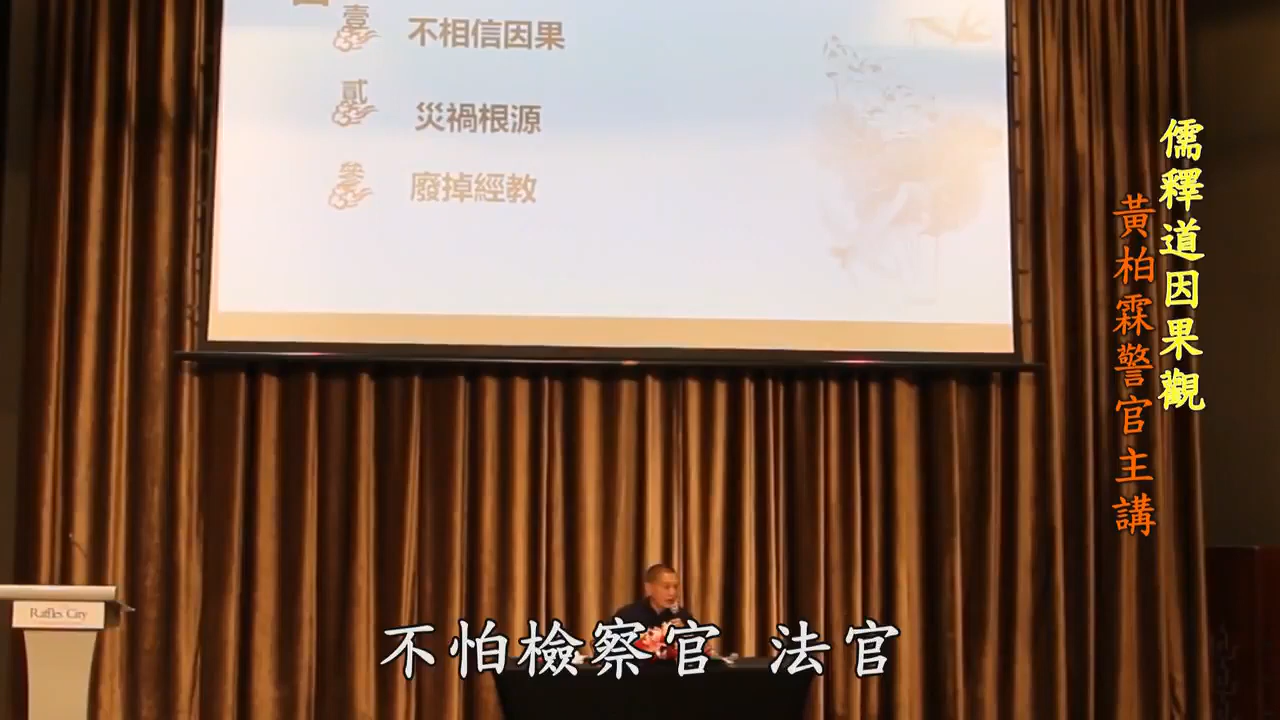 壹 不相信因果
貳 災禍根源
參 廢掉經教
儒釋道因果觀
黃柏霖警官主講
Raffles City
不怕檢察官 法官